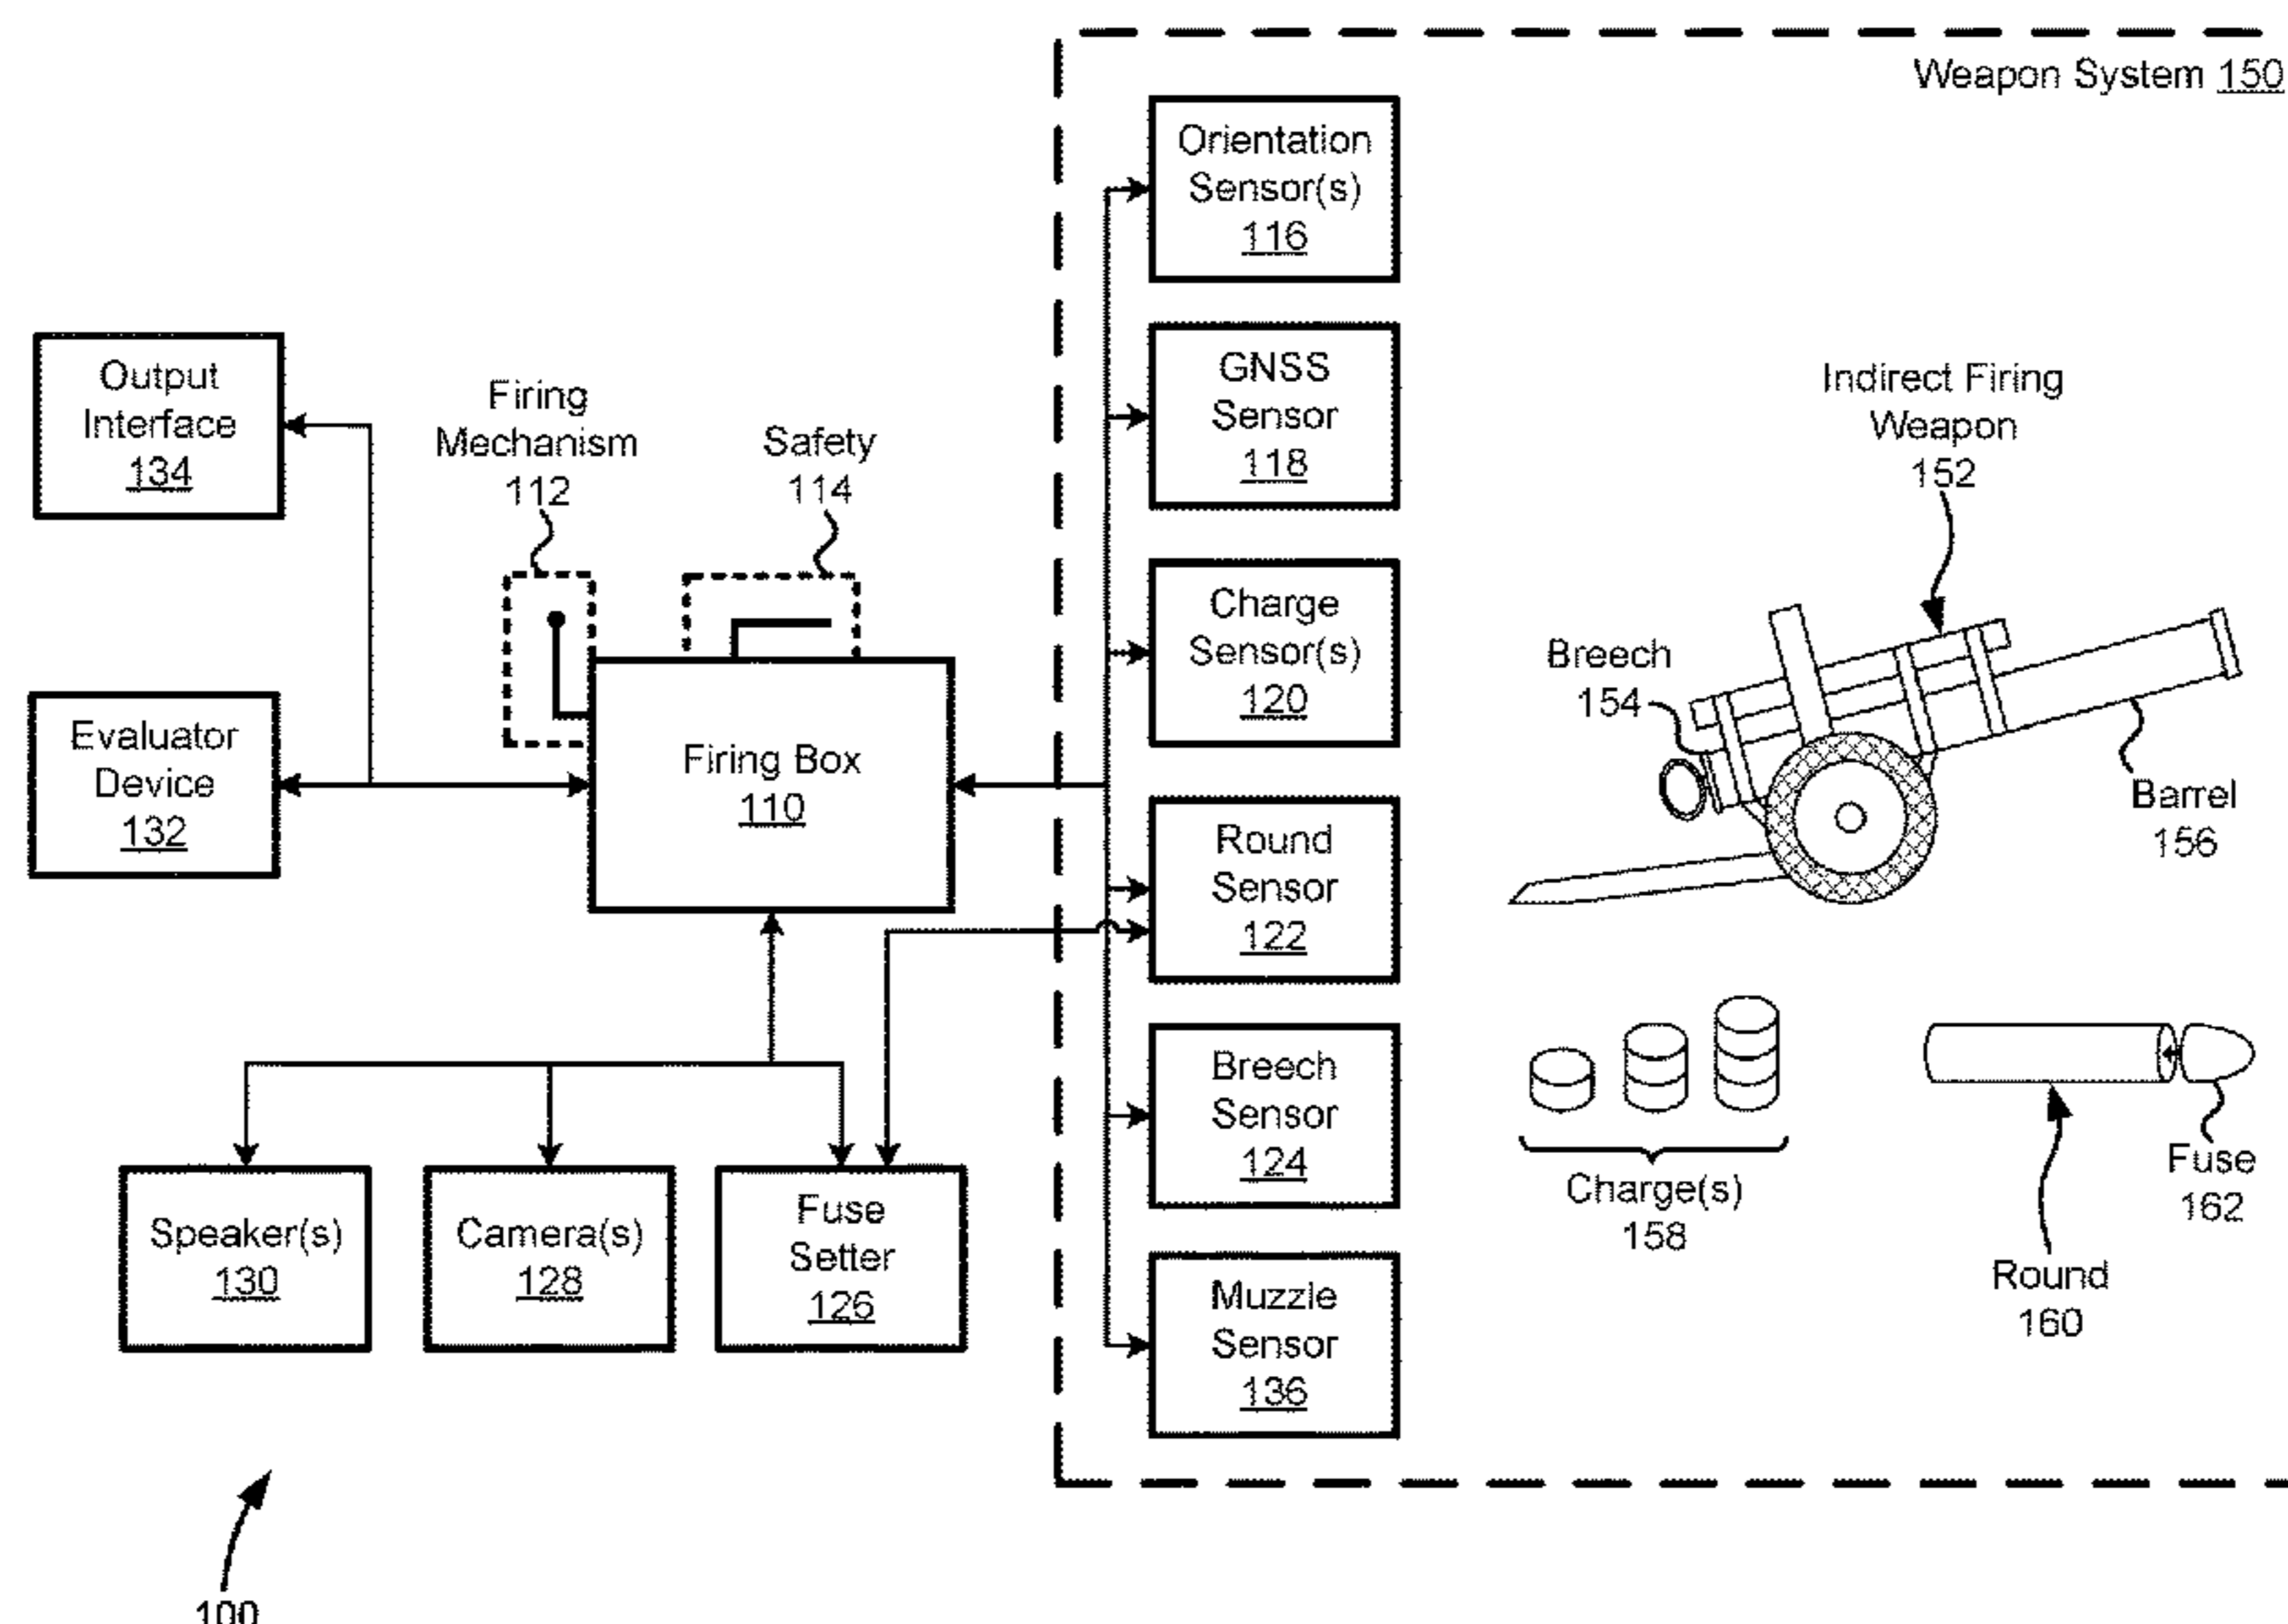 Weapon System 150
Orientation
Sensor(s)
116
GNSS
Sensor
118
Charge
Sensor(s)
120
Round
Sensor
122
Breech
Sensor
124
Muzzle
Sensor
136
Output
Interface
134
Firing
Mechanism
112
Safety
114
Evaluator
Device
132
Firing Box
110
Speaker(s)
130
Camera(s)
128
Fuse
Setter
126
Indirect Firing
Weapon
152
Breech
154
Barrel
156
Charge(s)
158
Round
160
Fuse
162
100